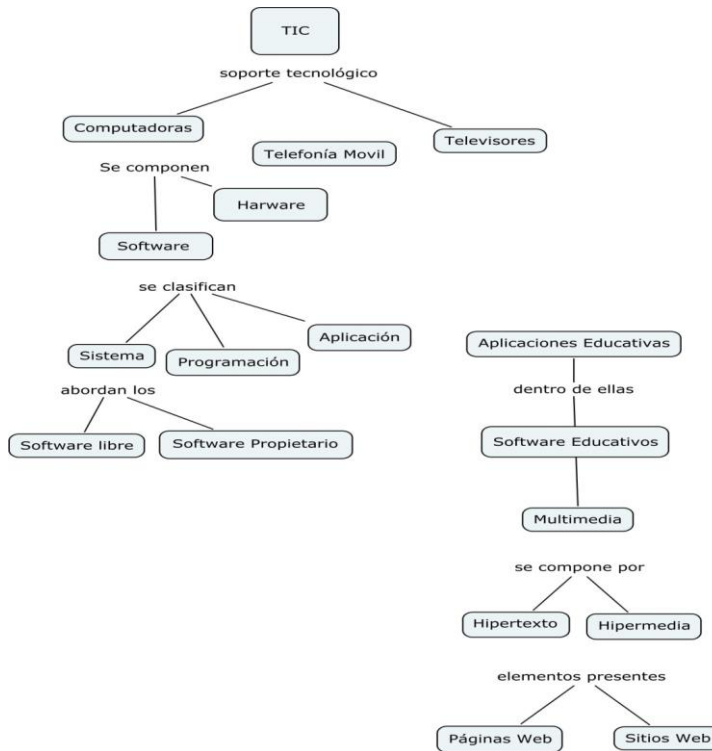 TIC
soporte tecnológico
Computadoras
Televisores
Telefonía Movil
Se componen
Harware
Software
se clasifican
Aplicación
Sistema
Programación
abordan los
Software libre
Software Propietario
Aplicaciones Educativas
dentro de ellas
Software Educativos
Multimedia
se compone por
Hipertexto
Hipermedia
elementos presentes
Páginas Web
Sitios Web